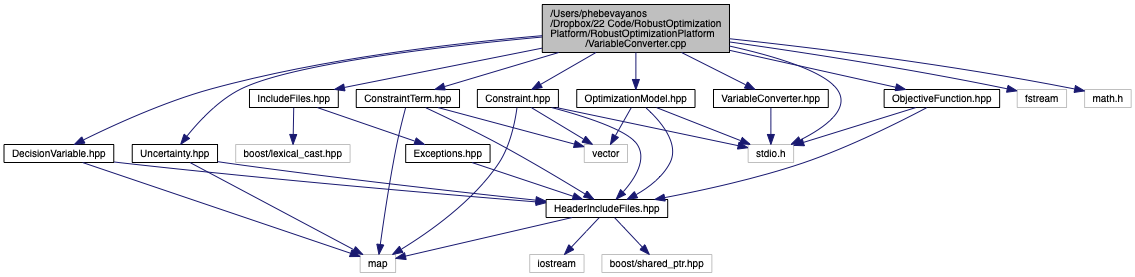 /Users/phebevayanos
/Dropbox/22 Code/RobustOptimization
Platform/RobustOptimizationPlatform
/VariableConverter.cpp
IncludeFiles.hpp
ConstraintTerm.hpp
Constraint.hpp
OptimizationModel.hpp
VariableConverter.hpp
ObjectiveFunction.hpp
fstream
math.h
DecisionVariable.hpp
Uncertainty.hpp
boost/lexical_cast.hpp
Exceptions.hpp
vector
stdio.h
HeaderIncludeFiles.hpp
map
iostream
boost/shared_ptr.hpp